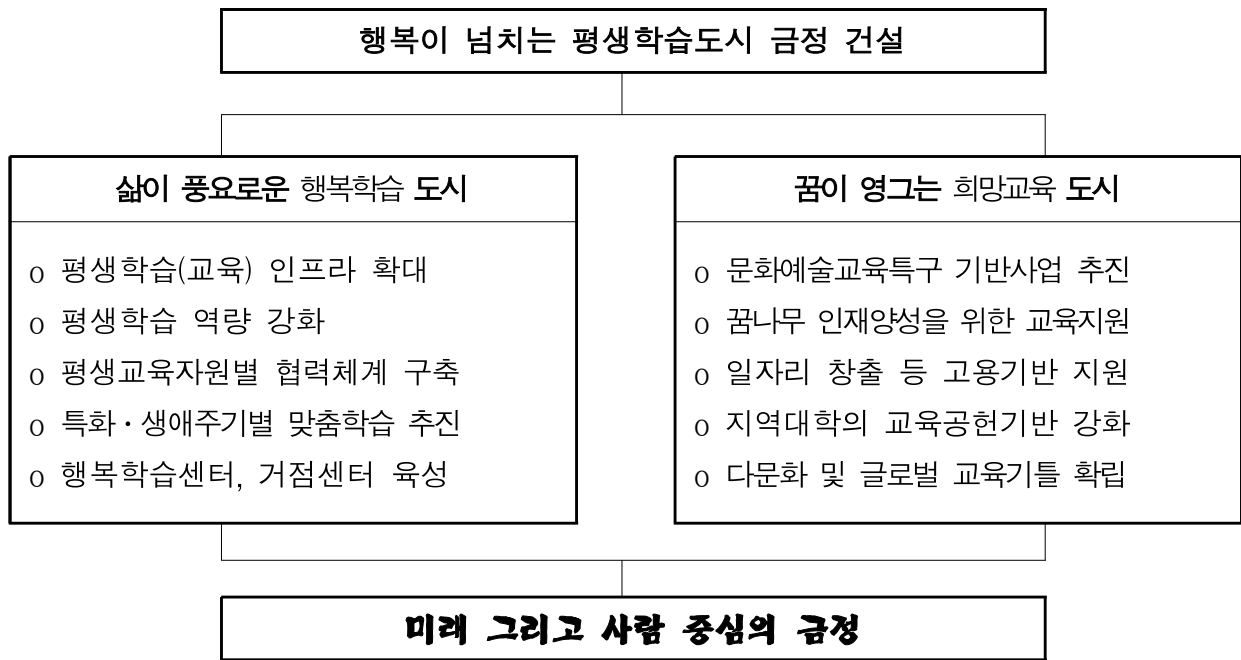 행복이 넘치는 평생학습도시 금정 건설
삶이 풍요로운 행복학습 도시
o 평생학습(교육) 인프라 확대
o 평생학습 역량 강화
o 평생교육자원별 협력체계 구축
o 특화·생애주기별 맞춤학습 추진
o 행복학습센터, 거점센터 육성
꿈이 영그는 희망교육 도시
o 문화예술교육특구 기반사업 추진
o 꿈나무 인재양성을 위한 교육지원
o 일자리 창출 등 고용기반 지원
o 지역대학의 교육공헌기반 강화
o 다문화 및 글로벌 교육기틀 확립
미래 그리고 사람 중심의 금정